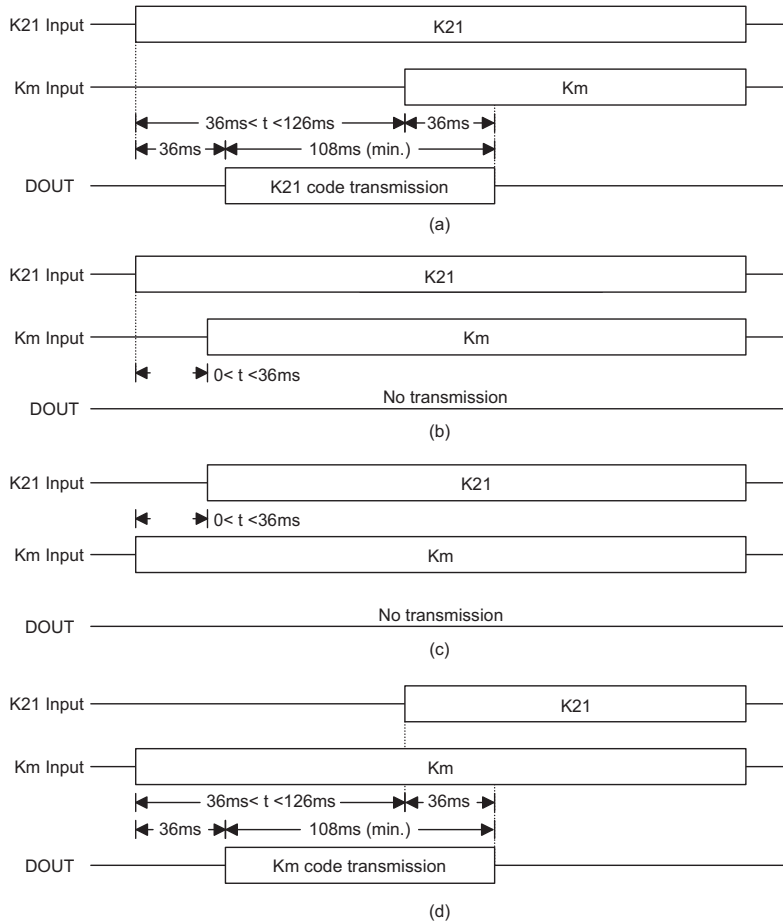 K21 Input
K21
Km Input
Km
36ms< t <126ms
36ms
36ms
108ms (min.)
DOUT
K21 code transmission
(a)
K21 Input
K21
Km Input
Km
0< t <36ms
No transmission
DOUT
(b)
K21 Input
K21
0< t <36ms
Km Input
Km
No transmission
DOUT
(c)
K21 Input
K21
Km Input
Km
36ms< t <126ms
36ms
36ms
108ms (min.)
DOUT
Km code transmission
(d)